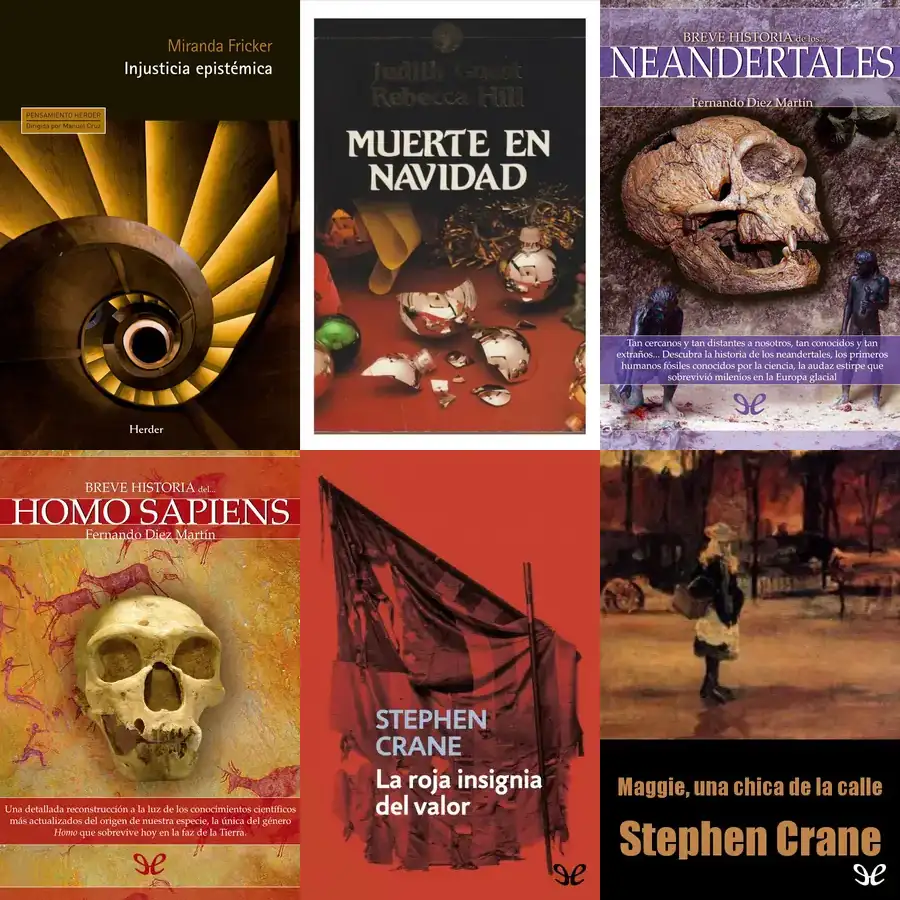 Miranda Fricker
Injusticia epistémica
PENSAMIENTO HERDER
Dirigida por Manuel Cruz
Herder
Judith Guest
Rebecca Hill
MUERTE EN
NAVIDAD
BREVE HISTORIA de los...
NEANDERTALES
Fernando Diez Martín
Tan cercanos y tan distantes a nosotros, tan conocidos y tan
extraños... Descubra la historia de los neandertales, los primeros
humanos fósiles conocidos por la ciencia, la audaz estirpe que
sobrevivió milenios en la Europa glacial
BREVE HISTORIA del...
HOMO SAPIENS
Fernando Diez Martín
Una detallada reconstrucción a la luz de los conocimientos científicos
más actualizados del origen de nuestra especie, la única del género
Homo que sobrevive hoy en la faz de la Tierra.
STEPHEN
CRANE
La roja insignia
del valor
Maggie, una chica de la calle
Stephen Crane